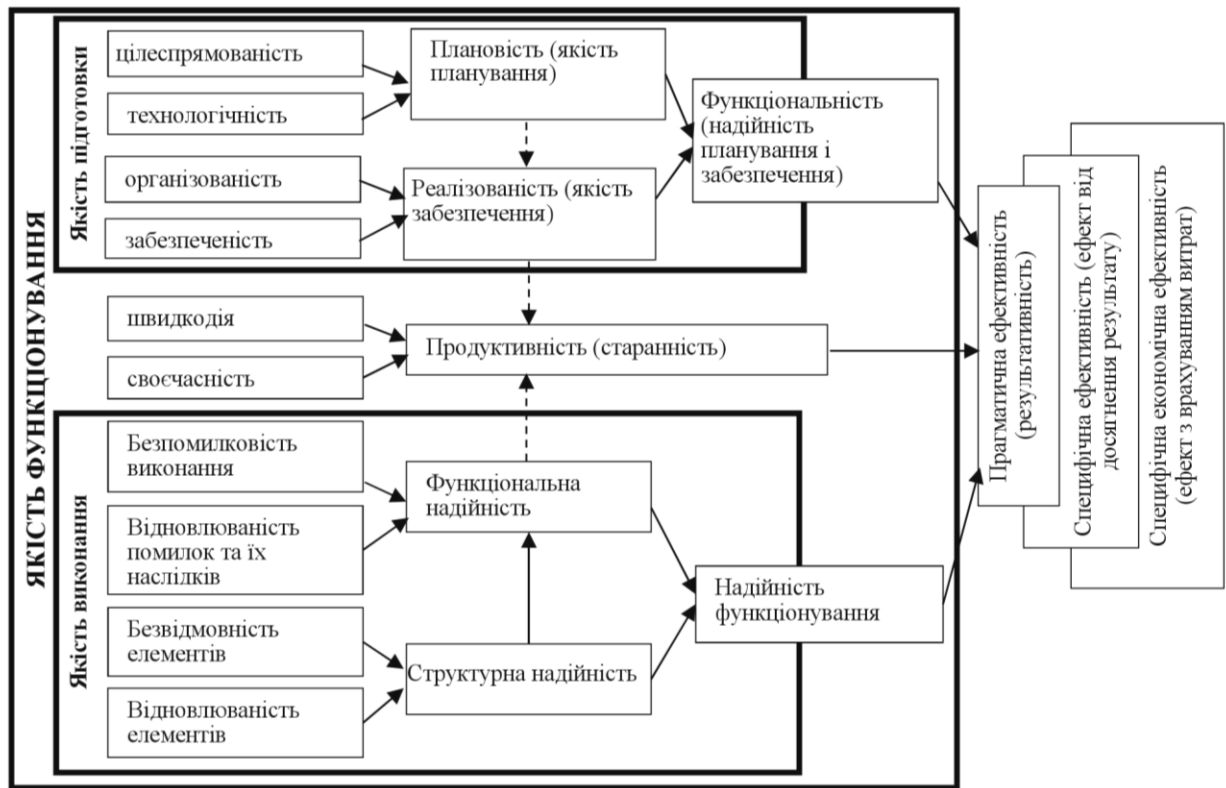 ЯКІСТЬ ФУНКЦІОНУВАННЯ
Якість підготовки
цілеспрямованість
технологічність
організованість
забезпеченість
Плановість (якість
планування)
Реалізованість (якість
забезпечення)
Функціональність
(надійність
планування і
забезпечення)
швидкодія
своєчасність
Продуктивність (старанність)
Якість виконання
Безпомилковість
виконання
Відновлюваність
помилок та їх
наслідків
Безвідмовність
елементів
Відновлюваність
елементів
Функціональна
надійність
Структурна надійність
Надійність
функціонування
Прагматична ефективність
(результативність)
Специфічна ефективність (ефект від
досягнення результату)
Специфічна економічна ефективність
(ефект з врахуванням витрат)